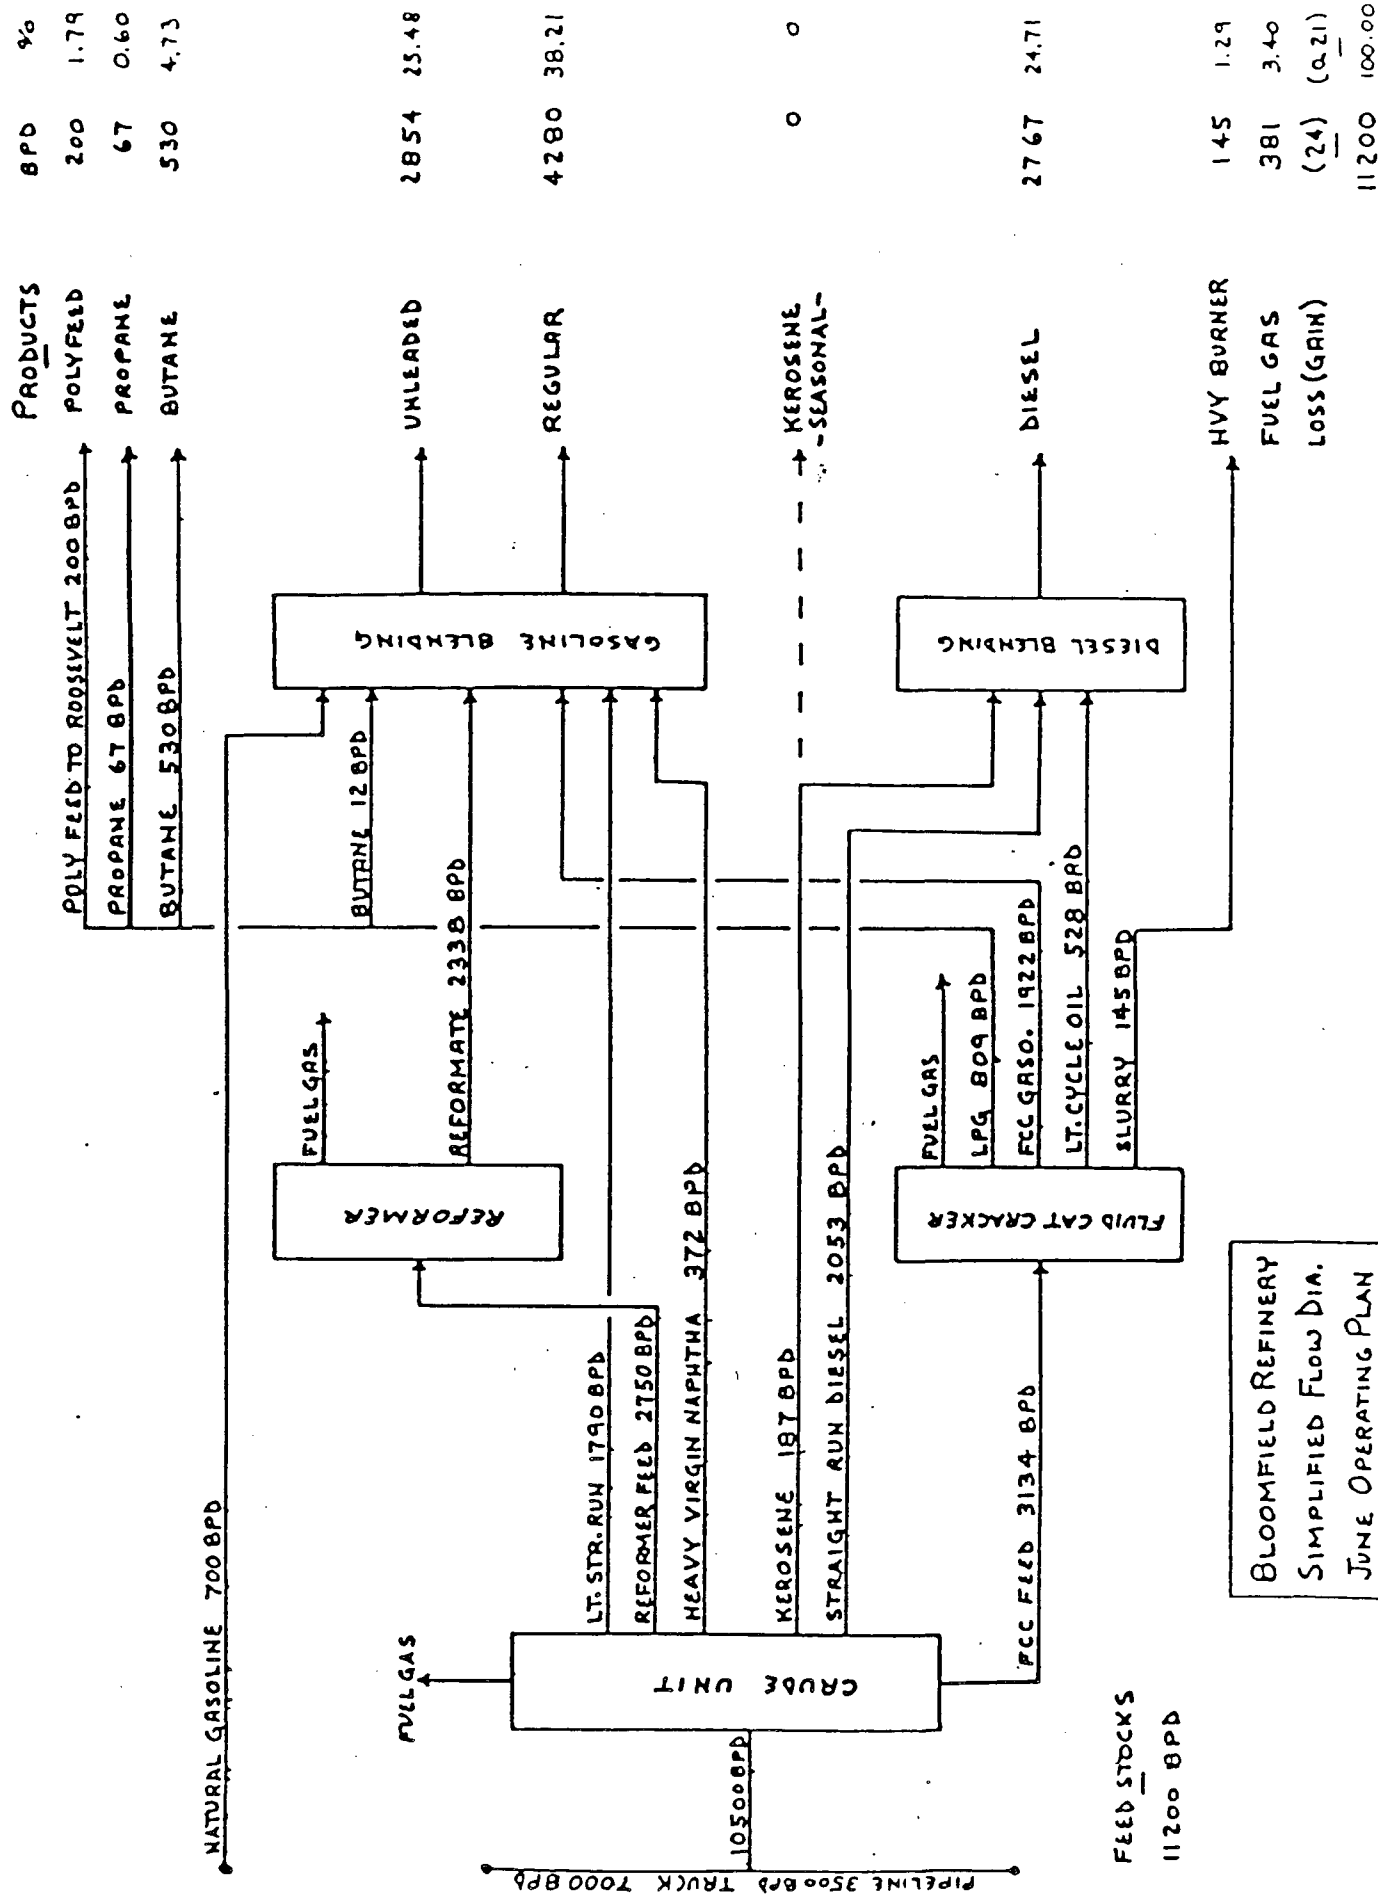 PRODUCTS BPD %
POLY FEED TO ROOSEVELT 200 BPD POLYFEED 200 1.79
PROPANE 67 BPD PROPANE 67 0.60
BUTANE 530 BPD BUTANE 530 4.73
NATURAL GASOLINE 700 BPD
FUEL GAS
BUTANE 12 BPD
UNLEADED 2854 25.48
REFORMER
REFORMATE 2338 BPD
GASOLINE BLENDING
REGULAR 4280 38.21
FUEL GAS
LT. STR. RUN 1790 BPD
REFORMER FEED 2750 BPD
HEAVY VIRGIN NAPHTHA 372 BPD
PIPELINE 3500 BPD TRUCK 7000 BPD
10500 BPD
CRUDE UNIT
KEROSENE 187 BPD
KEROSENE 0 0
-SEASONAL-
STRAIGHT RUN DIESEL 2053 BPD
FUEL GAS
LPG 809 BPD
FCC GASO. 1922 BPD
LT. CYCLE OIL 528 BPD
SLURRY 145 BPD
FLUID CAT CRACKER
DIESEL BLENDING
DIESEL 2767 24.71
FCC FEED 3134 BPD
FEED STOCKS
11200 BPD
HVY BURNER 145 1.29
FUEL GAS 381 3.40
LOSS (GAIN) (24) (0.21)
11200 100.00
BLOOMFIELD REFINERY
SIMPLIFIED FLOW DIA.
JUNE OPERATING PLAN